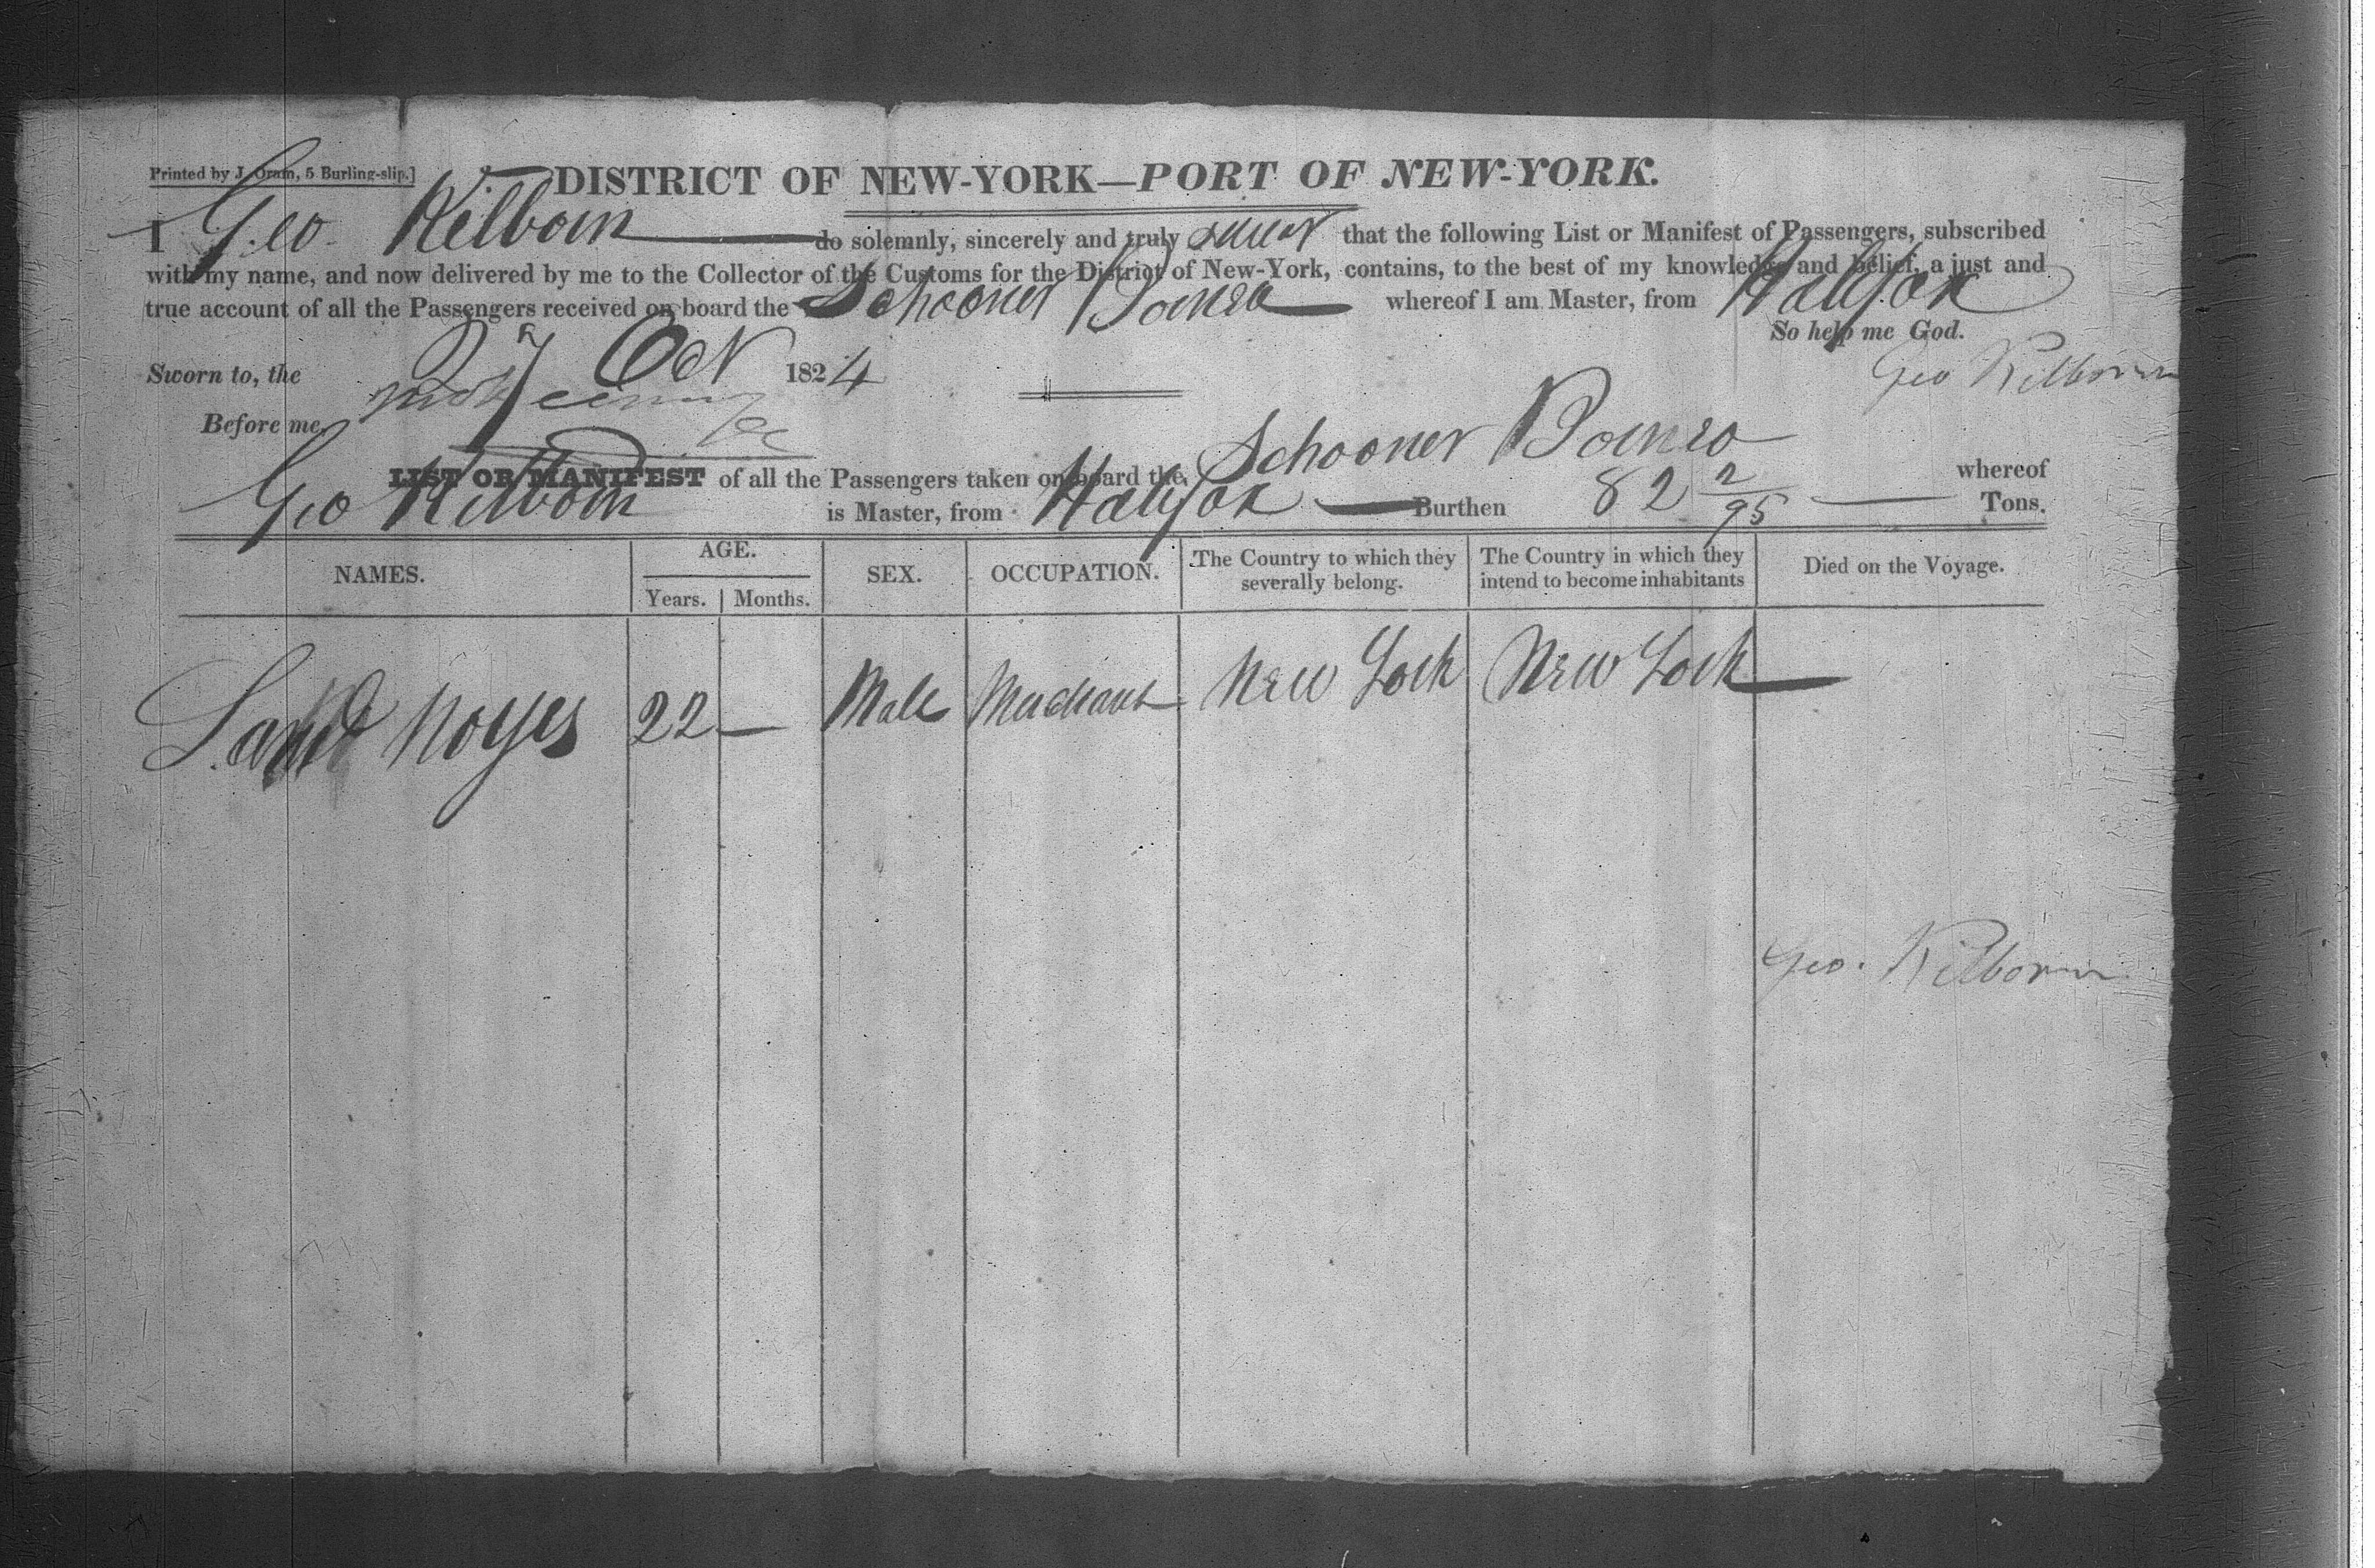 Printed by J. Oram, 5 Burling-slip.]
DISTRICT OF NEW-YORK—PORT OF NEW-YORK.
I Geo Kilborn do solemnly, sincerely and truly swear that the following List or Manifest of Passengers, subscribed
with my name, and now delivered by me to the Collector of the Customs for the District of New-York, contains, to the best of my knowledge and belief, a just and
true account of all the Passengers received on board the Schooner whereof I am Master, from Halifax
So help me God.
Sworn to, the Oct 1824
Geo Kilborn
Before me,
LIST OR MANIFEST of all the Passengers taken on board the Schooner whereof
Geo Kilborn is Master, from Halifax Burthen 82 2/95 Tons.
NAMES. AGE. SEX. OCCUPATION. The Country to which they severally belong. The Country in which they intend to become inhabitants Died on the Voyage.
Years. Months.
Noyes 22 — Male Merchant New York New York —
Geo. Kilborn